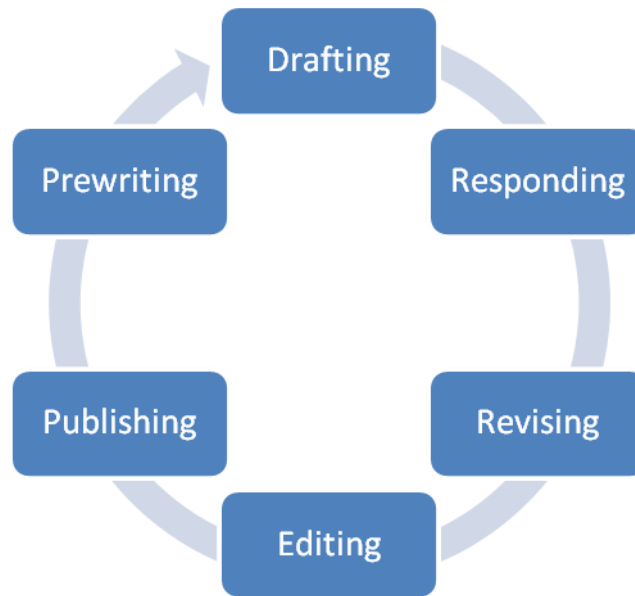 Drafting
Prewriting
Responding
Publishing
Revising
Editing